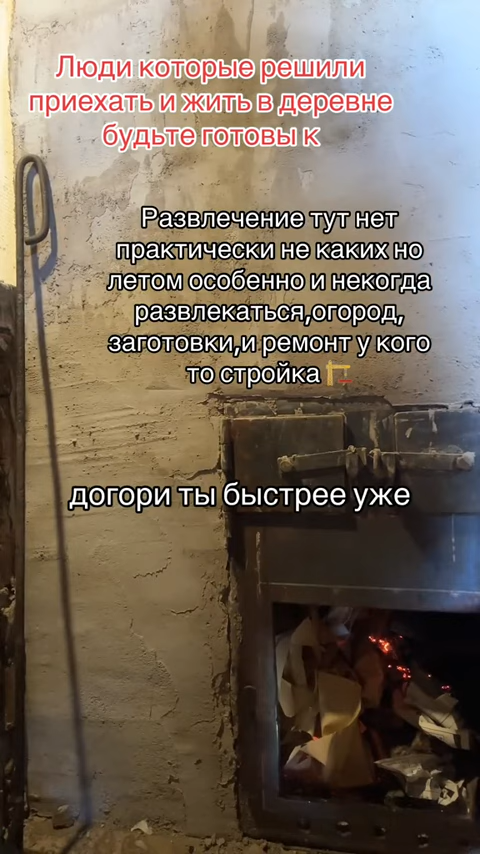 Люди которые решили
приехать и жить в деревне
будьте готовы к
Развлечение тут нет
практически не каких но
летом особенно и некогда
развлекаться,огород,
заготовки,и ремонт у кого
то стройка🏗️
догори ты быстрее уже